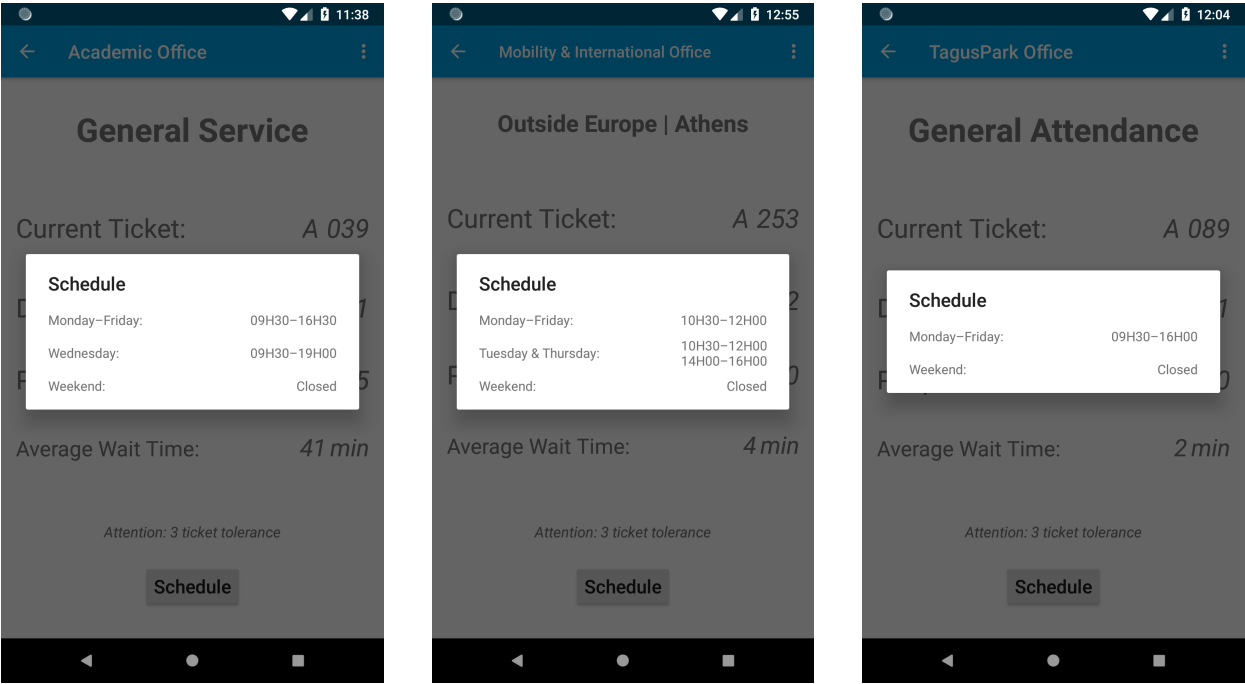 11:38
Academic Office
General Service
Current Ticket: A 039
Schedule
Monday–Friday: 09H30–16H30
Wednesday: 09H30–19H00
Weekend: Closed
Average Wait Time: 41 min
Attention: 3 ticket tolerance
Schedule
12:55
Mobility & International Office
Outside Europe | Athens
Current Ticket: A 253
Schedule
Monday–Friday: 10H30–12H00
Tuesday & Thursday: 10H30–12H00
14H00–16H00
Weekend: Closed
Average Wait Time: 4 min
Attention: 3 ticket tolerance
Schedule
12:04
TagusPark Office
General Attendance
Current Ticket: A 089
Schedule
Monday–Friday: 09H30–16H00
Weekend: Closed
Average Wait Time: 2 min
Attention: 3 ticket tolerance
Schedule